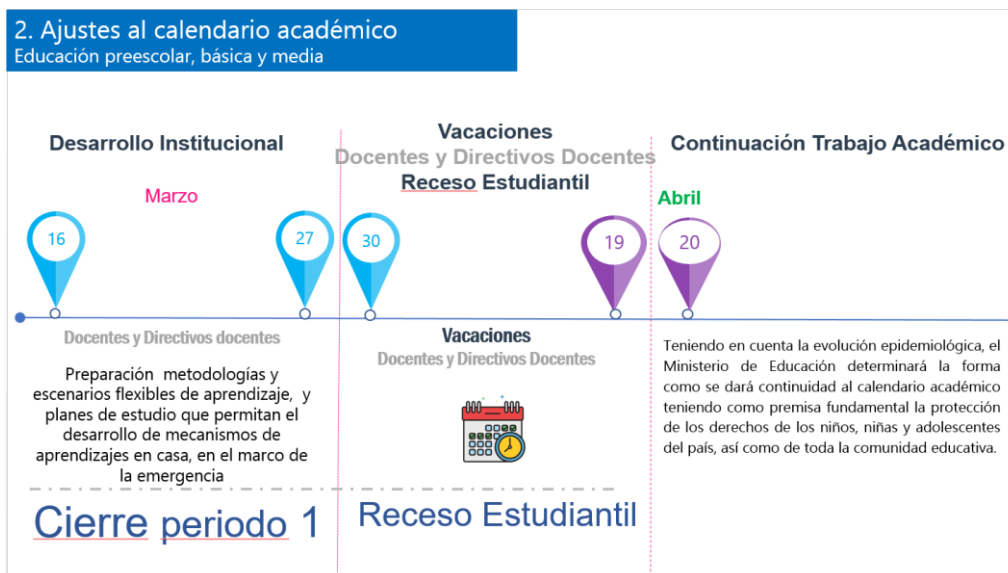 2. Ajustes al calendario académico
Educación preescolar, básica y media
Desarrollo Institucional
Marzo
16
27
Docentes y Directivos docentes
Preparación metodologías y
escenarios flexibles de aprendizaje, y
planes de estudio que permitan el
desarrollo de mecanismos de
aprendizajes en casa, en el marco de
la emergencia
Cierre periodo 1
Vacaciones
Docentes y Directivos Docentes
Receso Estudiantil
30
19
Vacaciones
Docentes y Directivos Docentes
Receso Estudiantil
Continuación Trabajo Académico
Abril
20
Teniendo en cuenta la evolución epidemiológica, el
Ministerio de Educación determinará la forma
como se dará continuidad al calendario académico
teniendo como premisa fundamental la protección
de los derechos de los niños, niñas y adolescentes
del país, así como de toda la comunidad educativa.